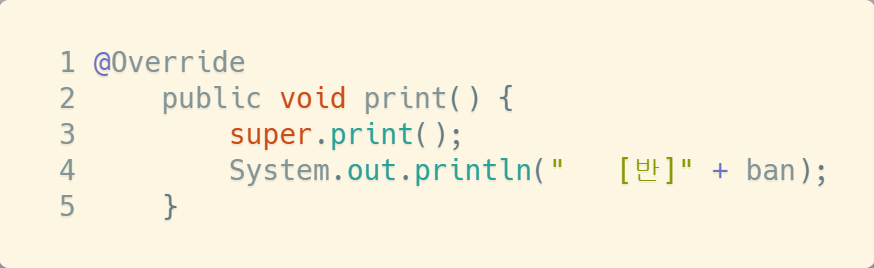 1 @Override
2     public void print() {
3         super.print();
4         System.out.println("   [반]" + ban);
5     }